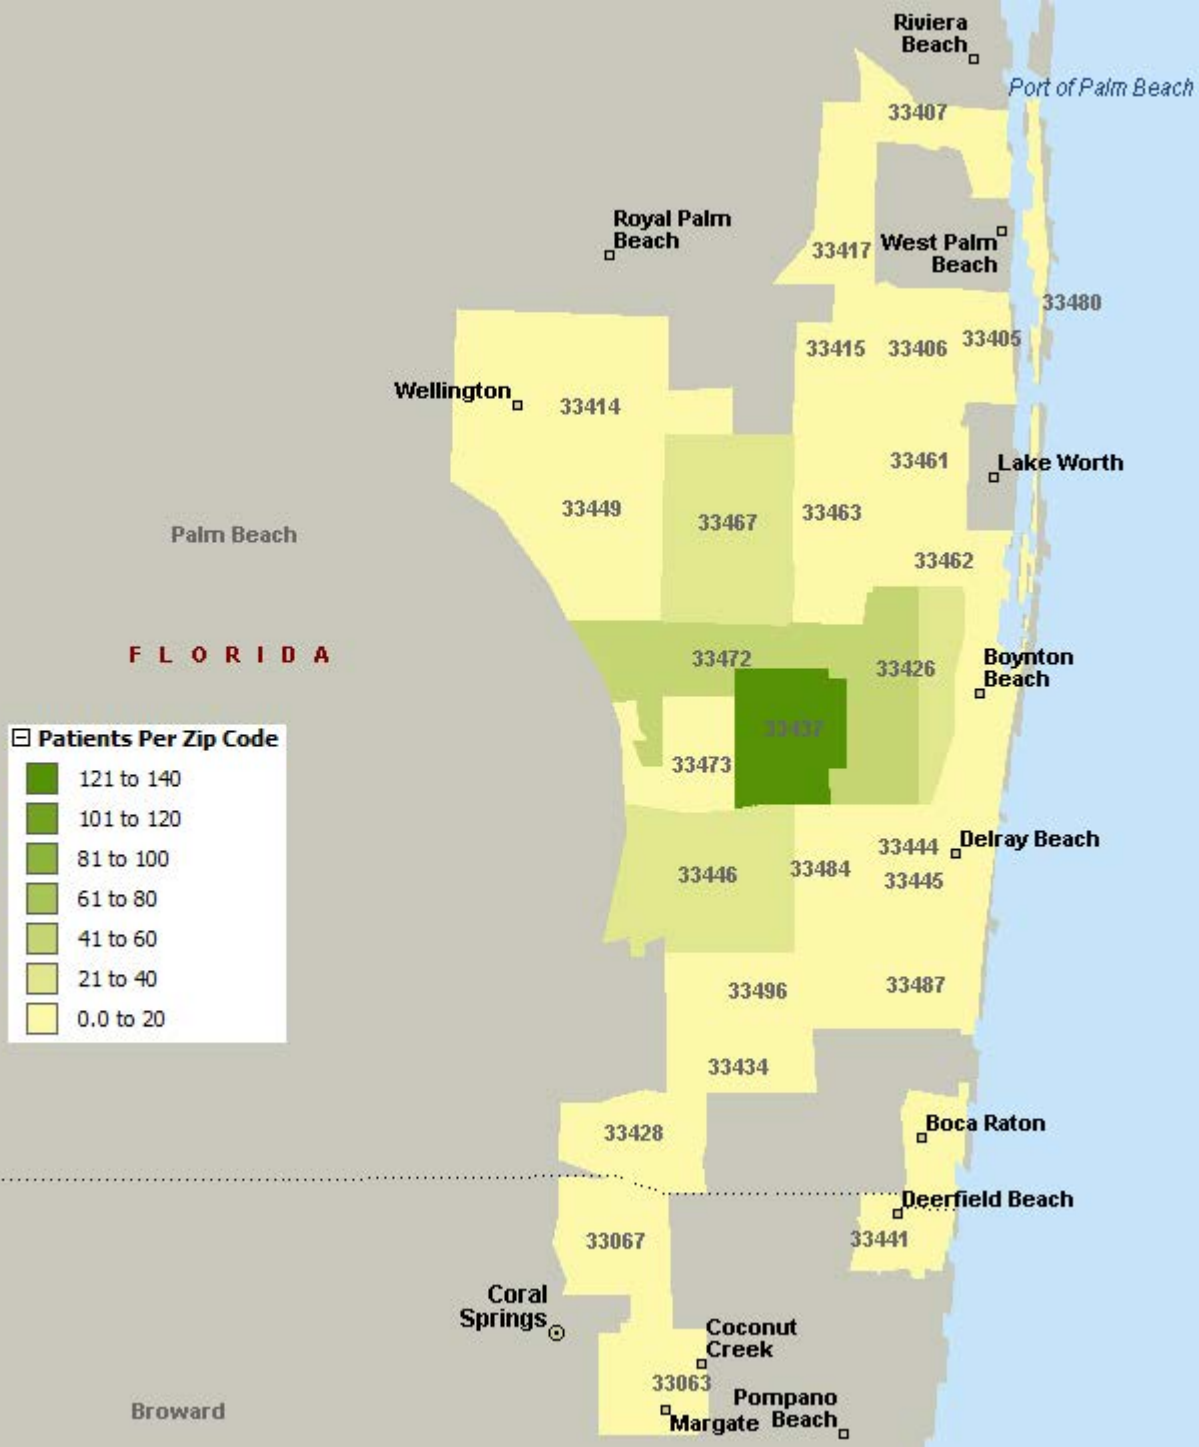 Riviera
Beach
Port of Palm Beach
33407
Royal Palm
Beach
33417
West Palm
Beach
33480
33415
33406
33405
Wellington
33414
33461
Lake Worth
33449
33467
33463
Palm Beach
33462
FLORIDA
33472
33426
Boynton
Beach
Patients Per Zip Code
121 to 140
101 to 120
81 to 100
61 to 80
41 to 60
21 to 40
0.0 to 20
33437
33473
33446
33484
33444
Delray Beach
33445
33496
33487
33434
33428
Boca Raton
Deerfield Beach
33067
33441
Coral
Springs
Coconut
Creek
33063
Margate
Pompano
Beach
Broward